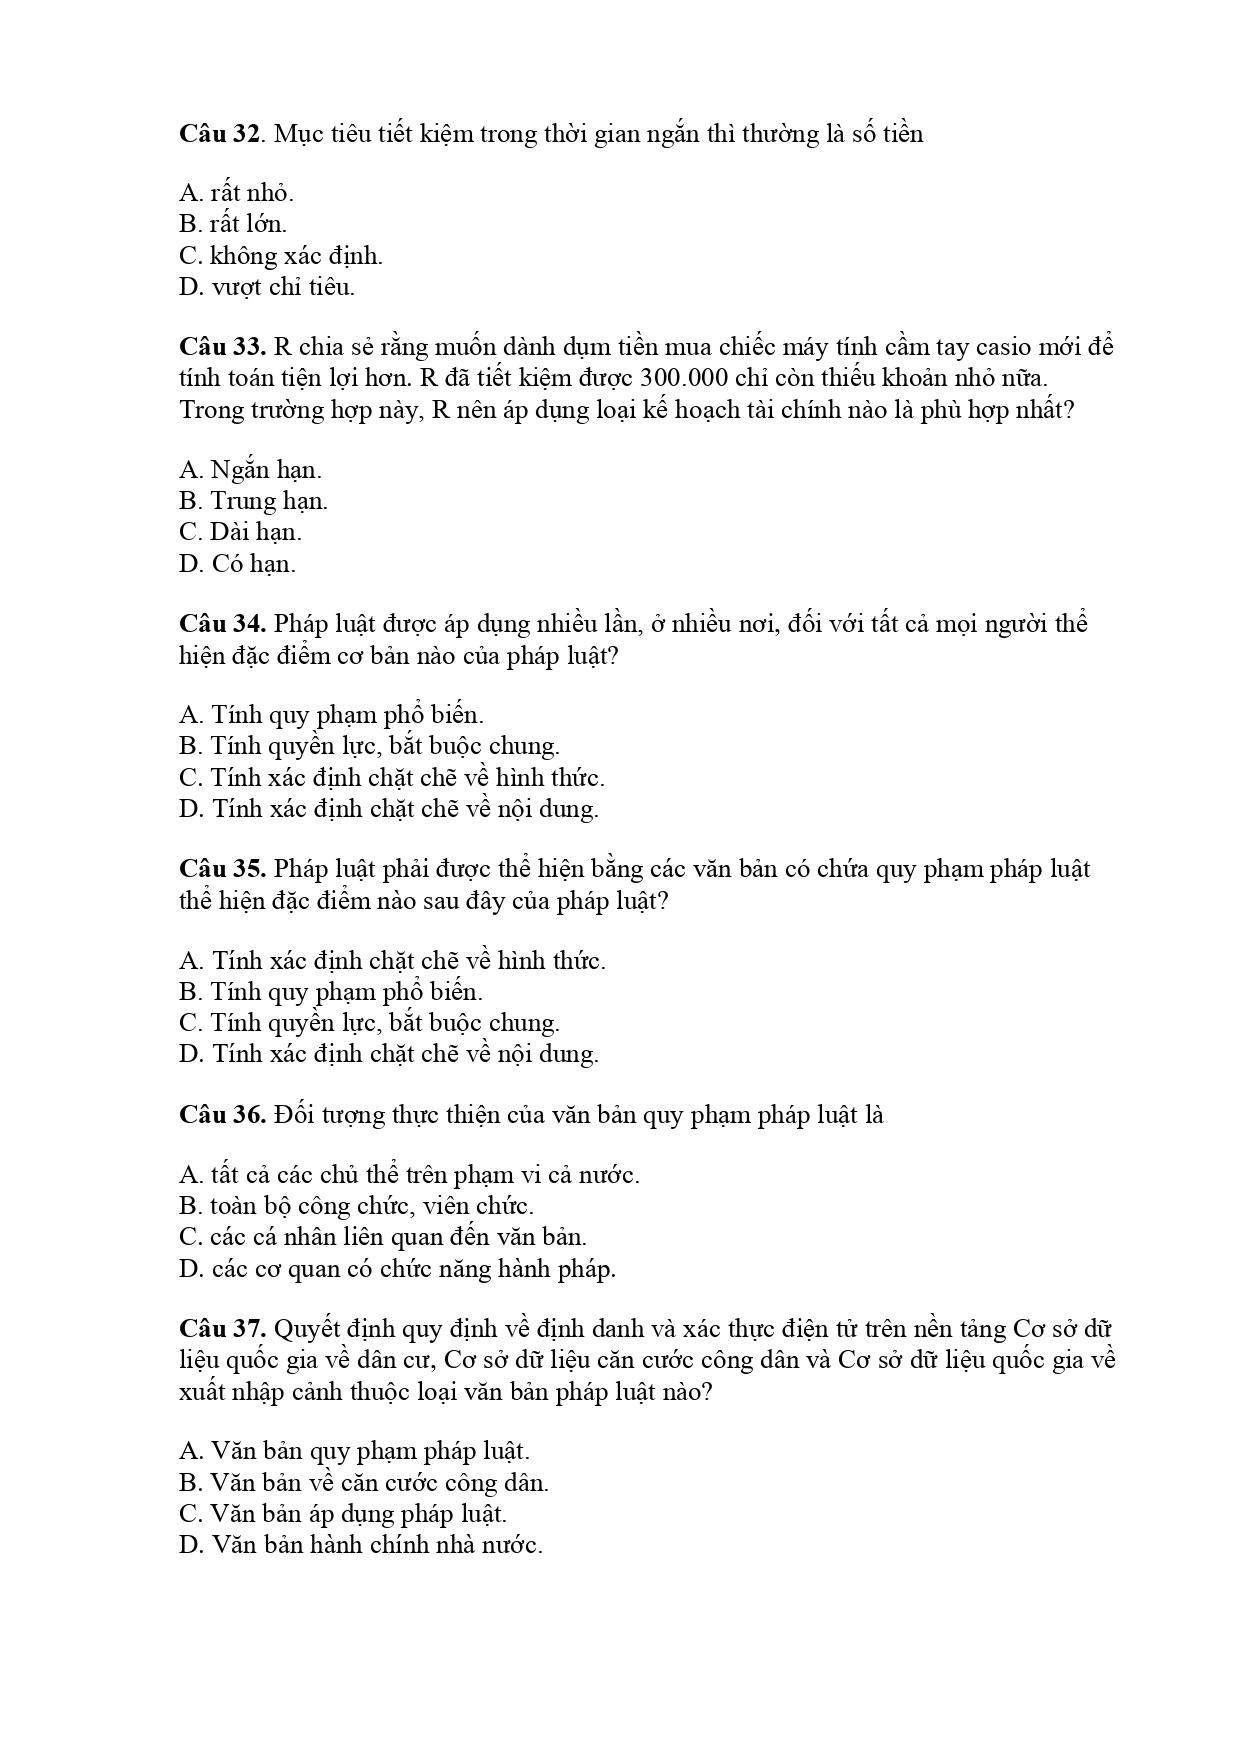 Câu 32. Mục tiêu tiết kiệm trong thời gian ngắn thì thường là số tiền
A. rất nhỏ.
B. rất lớn.
C. không xác định.
D. vượt chỉ tiêu.
Câu 33. R chia sẻ rằng muốn dành dụm tiền mua chiếc máy tính cầm tay casio mới để
tính toán tiện lợi hơn. R đã tiết kiệm được 300.000 chỉ còn thiếu khoản nhỏ nữa.
Trong trường hợp này, R nên áp dụng loại kế hoạch tài chính nào là phù hợp nhất?
A. Ngắn hạn.
B. Trung hạn.
C. Dài hạn.
D. Có hạn.
Câu 34. Pháp luật được áp dụng nhiều lần, ở nhiều nơi, đối với tất cả mọi người thể
hiện đặc điểm cơ bản nào của pháp luật?
A. Tính quy phạm phổ biến.
B. Tính quyền lực, bắt buộc chung.
C. Tính xác định chặt chẽ về hình thức.
D. Tính xác định chặt chẽ về nội dung.
Câu 35. Pháp luật phải được thể hiện bằng các văn bản có chứa quy phạm pháp luật
thể hiện đặc điểm nào sau đây của pháp luật?
A. Tính xác định chặt chẽ về hình thức.
B. Tính quy phạm phổ biến.
C. Tính quyền lực, bắt buộc chung.
D. Tính xác định chặt chẽ về nội dung.
Câu 36. Đối tượng thực thiện của văn bản quy phạm pháp luật là
A. tất cả các chủ thể trên phạm vi cả nước.
B. toàn bộ công chức, viên chức.
C. các cá nhân liên quan đến văn bản.
D. các cơ quan có chức năng hành pháp.
Câu 37. Quyết định quy định về định danh và xác thực điện tử trên nền tảng Cơ sở dữ
liệu quốc gia về dân cư, Cơ sở dữ liệu căn cước công dân và Cơ sở dữ liệu quốc gia về
xuất nhập cảnh thuộc loại văn bản pháp luật nào?
A. Văn bản quy phạm pháp luật.
B. Văn bản về căn cước công dân.
C. Văn bản áp dụng pháp luật.
D. Văn bản hành chính nhà nước.